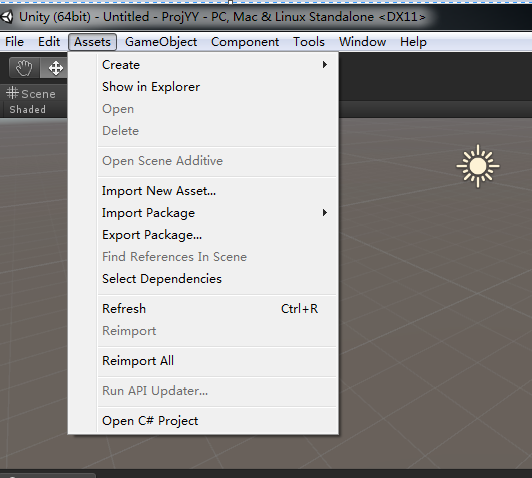 Unity (64bit) - Untitled - ProjYY - PC, Mac & Linux Standalone <DX11>
File Edit Assets GameObject Component Tools Window Help
Scene
Shaded
Create
Show in Explorer
Open
Delete
Open Scene Additive
Import New Asset...
Import Package
Export Package...
Find References In Scene
Select Dependencies
Refresh Ctrl+R
Reimport
Reimport All
Run API Updater...
Open C# Project